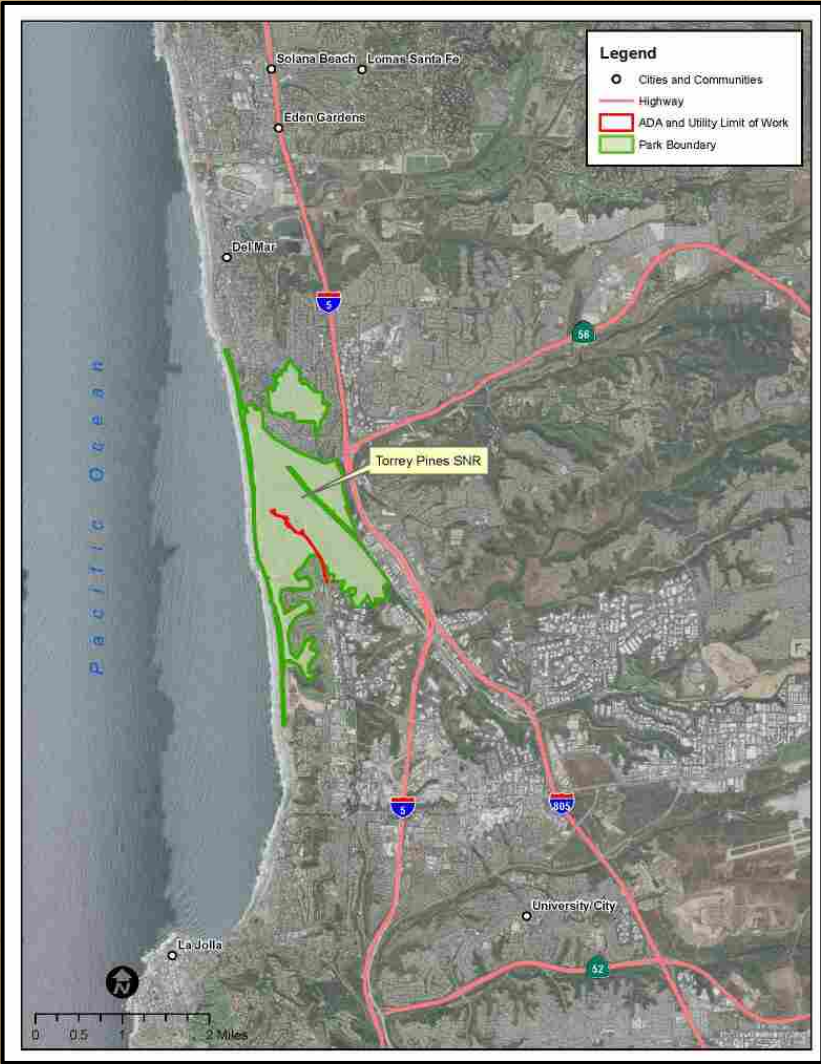 Legend
Cities and Communities
Highway
ADA and Utility Limit of Work
Park Boundary
Solana Beach
Lomas Santa Fe
Eden Gardens
Del Mar
5
56
Pacific Ocean
Torrey Pines SNR
5
805
University City
La Jolla
52
N
0 0.5 1 2 Miles